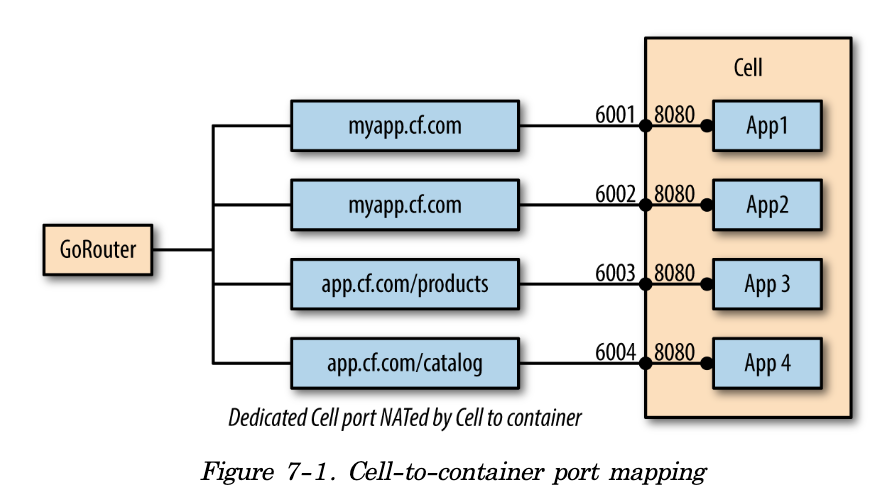 Cell
myapp.cf.com 6001 8080 App1
myapp.cf.com 6002 8080 App2
GoRouter
app.cf.com/products 6003 8080 App 3
app.cf.com/catalog 6004 8080 App 4
Dedicated Cell port NATed by Cell to container
Figure 7-1. Cell-to-container port mapping